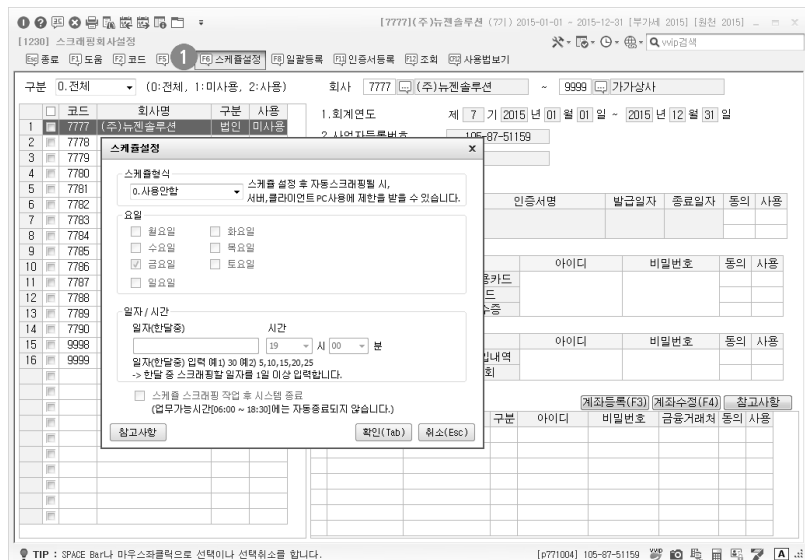 [7777](주)뉴젠솔루션 (77기) 2015-01-01 ~ 2015-12-31 [부가세 2015] [원천 2015]
[1230] 스크래핑회사설정
vvip검색
Esc 종료 F1 도움 F2 코드 F5 1 F6 스케쥴설정 F8 일괄등록 F11 인증서등록 F12 조회 사용법보기
구분 0.전체 (0:전체, 1:미사용, 2:사용) 회사 7777 (주)뉴젠솔루션 ~ 9999 가가상사
코드 회사명 구분 사용
1 7777 (주)뉴젠솔루션 법인 미사용
1.회계연도 제 7 기 2015 년 01 월 01 일 ~ 2015 년 12 월 31 일
2 7778
2.사업자등록번호 105-87-51159
3 7779
4 7780
5 7781
6 7782
7 7783
8 7784
9 7785
10 7786
11 7787
12 7788
13 7789
14 7790
15 9998
16 9999
스케쥴설정 x
스케쥴형식
0.사용안함
스케쥴 설정 후 자동스크래핑될 시,
서버,클라이언트 PC사용에 제한을 받을 수 있습니다.
요일
월요일 화요일
수요일 목요일
금요일 토요일
일요일
일자 / 시간
일자(한달중) 시간
19 시 00 분
일자(한달중) 입력 예1) 30 예2) 5,10,15,20,25
-> 한달 중 스크래핑할 일자를 1일 이상 입력합니다.
스케쥴 스크래핑 작업 후 시스템 종료
(업무가능시간[06:00 ~ 18:30]에는 자동종료되지 않습니다.)
참고사항 확인(Tab) 취소(Esc)
인증서명 발급일자 종료일자 동의 사용
아이디 비밀번호 동의 사용
용카드
드
수증
아이디 비밀번호 동의 사용
입내역
회
계좌등록(F3) 계좌수정(F4) 참고사항
구분 아이디 비밀번호 금융거래처 동의 사용
TIP : SPACE Bar나 마우스좌클릭으로 선택이나 선택취소를 합니다.
[p771004] 105-87-51159
A